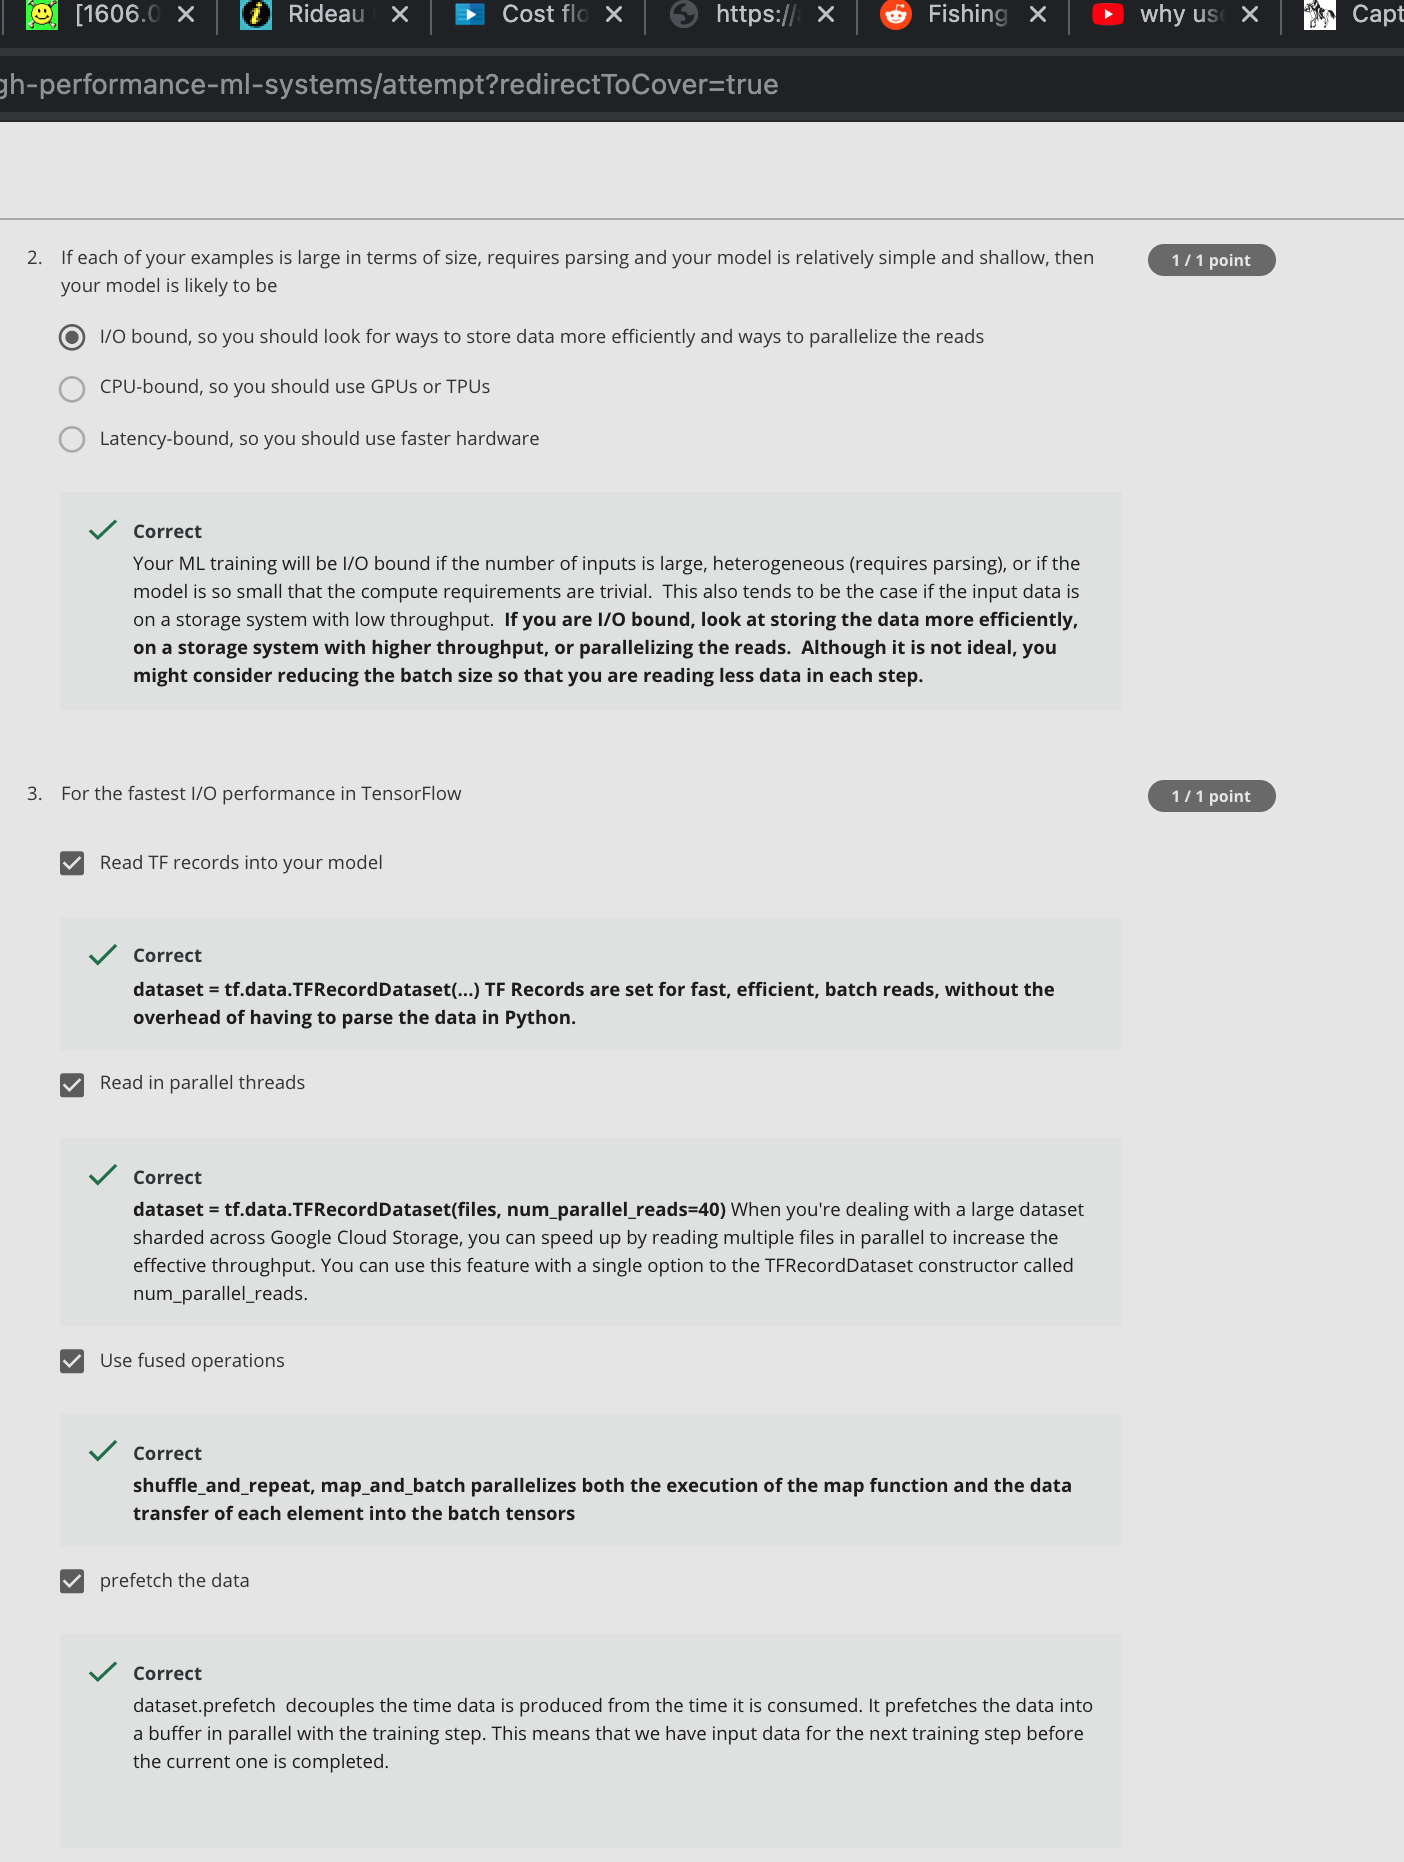 [1606.0
Rideau
Cost flo
https://a
Fishing
why use
Capt
gh-performance-ml-systems/attempt?redirectToCover=true
2. If each of your examples is large in terms of size, requires parsing and your model is relatively simple and shallow, then
your model is likely to be
1 / 1 point
I/O bound, so you should look for ways to store data more efficiently and ways to parallelize the reads
CPU-bound, so you should use GPUs or TPUs
Latency-bound, so you should use faster hardware
Correct
Your ML training will be I/O bound if the number of inputs is large, heterogeneous (requires parsing), or if the
model is so small that the compute requirements are trivial.  This also tends to be the case if the input data is
on a storage system with low throughput.  If you are I/O bound, look at storing the data more efficiently,
on a storage system with higher throughput, or parallelizing the reads.  Although it is not ideal, you
might consider reducing the batch size so that you are reading less data in each step.
3. For the fastest I/O performance in TensorFlow
1 / 1 point
Read TF records into your model
Correct
dataset = tf.data.TFRecordDataset(...) TF Records are set for fast, efficient, batch reads, without the
overhead of having to parse the data in Python.
Read in parallel threads
Correct
dataset = tf.data.TFRecordDataset(files, num_parallel_reads=40) When you're dealing with a large dataset
sharded across Google Cloud Storage, you can speed up by reading multiple files in parallel to increase the
effective throughput. You can use this feature with a single option to the TFRecordDataset constructor called
num_parallel_reads.
Use fused operations
Correct
shuffle_and_repeat, map_and_batch parallelizes both the execution of the map function and the data
transfer of each element into the batch tensors
prefetch the data
Correct
dataset.prefetch  decouples the time data is produced from the time it is consumed. It prefetches the data into
a buffer in parallel with the training step. This means that we have input data for the next training step before
the current one is completed.